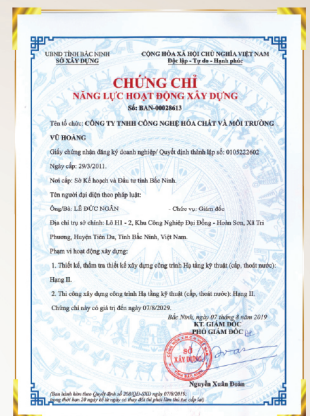 UBND TỈNH BẮC NINH
SỞ XÂY DỰNG
CỘNG HÒA XÃ HỘI CHỦ NGHĨA VIỆT NAM
Độc lập - Tự do - Hạnh phúc
CHỨNG CHỈ
NĂNG LỰC HOẠT ĐỘNG XÂY DỰNG
Số: BAN-00028613
Tên tổ chức: CÔNG TY TNHH CÔNG NGHỆ HÓA CHẤT VÀ MÔI TRƯỜNG
VŨ HOÀNG
Giấy chứng nhận đăng ký doanh nghiệp/ Quyết định thành lập số: 0105222602
Ngày cấp: 29/3/2011.
Nơi cấp: Sở Kế hoạch và Đầu tư tỉnh Bắc Ninh.
Tên người đại diện theo pháp luật:
Ông/Bà: LÊ ĐỨC NGÂN - Chức vụ: Giám đốc
Địa chỉ trụ sở chính: Lô H1 - 2, Khu Công Nghiệp Đại Đồng - Hoàn Sơn, Xã Tri
Phương, Huyện Tiên Du, Tỉnh Bắc Ninh, Việt Nam.
Phạm vi hoạt động xây dựng:
1. Thiết kế, thẩm tra thiết kế xây dựng công trình Hạ tầng kỹ thuật (cấp, thoát nước):
Hạng II.
2. Thi công xây dựng công trình Hạ tầng kỹ thuật (cấp, thoát nước): Hạng II.
Chứng chỉ này có giá trị đến ngày 07/8/2029.
Bắc Ninh, ngày 07 tháng 8 năm 2019
KT. GIÁM ĐỐC
PHÓ GIÁM ĐỐC
SỞ
XÂY DỰNG
Nguyễn Xuân Đoàn